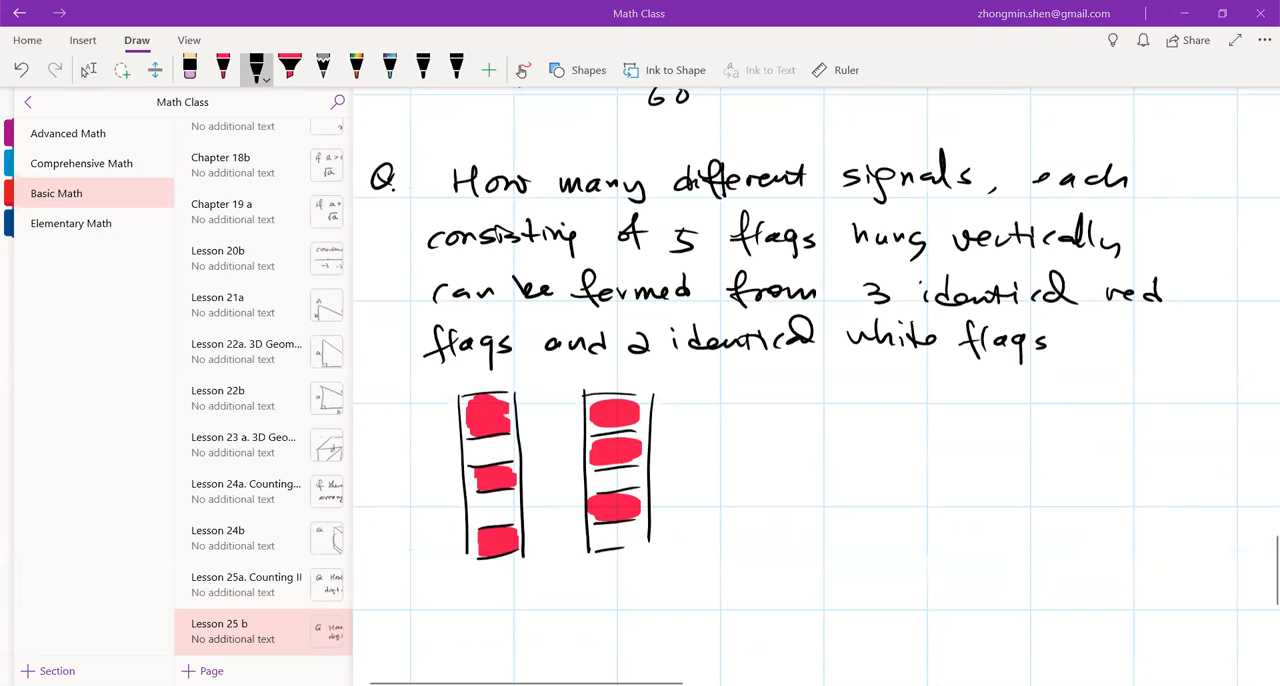 Math Class
zhongmin.shen@gmail.com
Home Insert Draw View
Share
Shapes Ink to Shape Ink to Text Ruler
Math Class
Advanced Math
Comprehensive Math
Basic Math
Elementary Math
No additional text
Chapter 18b
No additional text
Chapter 19 a
No additional text
Lesson 20b
No additional text
Lesson 21a
No additional text
Lesson 22a. 3D Geom...
No additional text
Lesson 22b
No additional text
Lesson 23 a. 3D Geo...
No additional text
Lesson 24a. Counting...
No additional text
Lesson 24b
No additional text
Lesson 25a. Counting II
No additional text
Lesson 25 b
No additional text
Section
Page
60
Q. How many different signals, each
consisting of 5 flags hung vertically
can be formed from 3 identical red
flags and 2 identical white flags